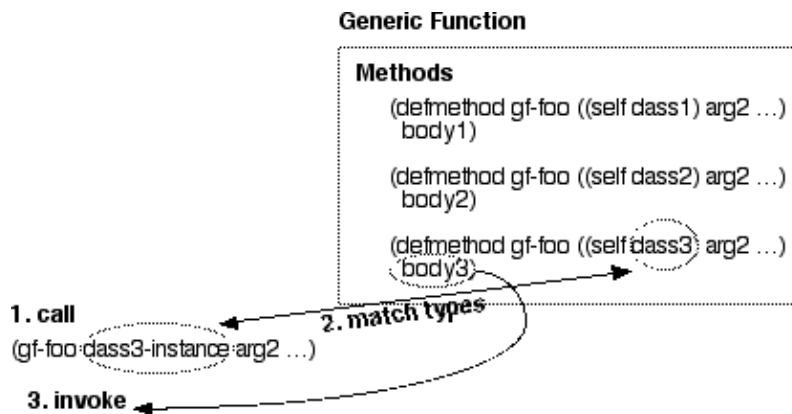 Generic Function
Methods
(defmethod gf-foo ((self class1) arg2 …)
body1)
(defmethod gf-foo ((self class2) arg2 …)
body2)
(defmethod gf-foo ((self class3) arg2 …)
body3)
1. call
2. match types
(gf-foo class3-instance arg2 …)
3. invoke